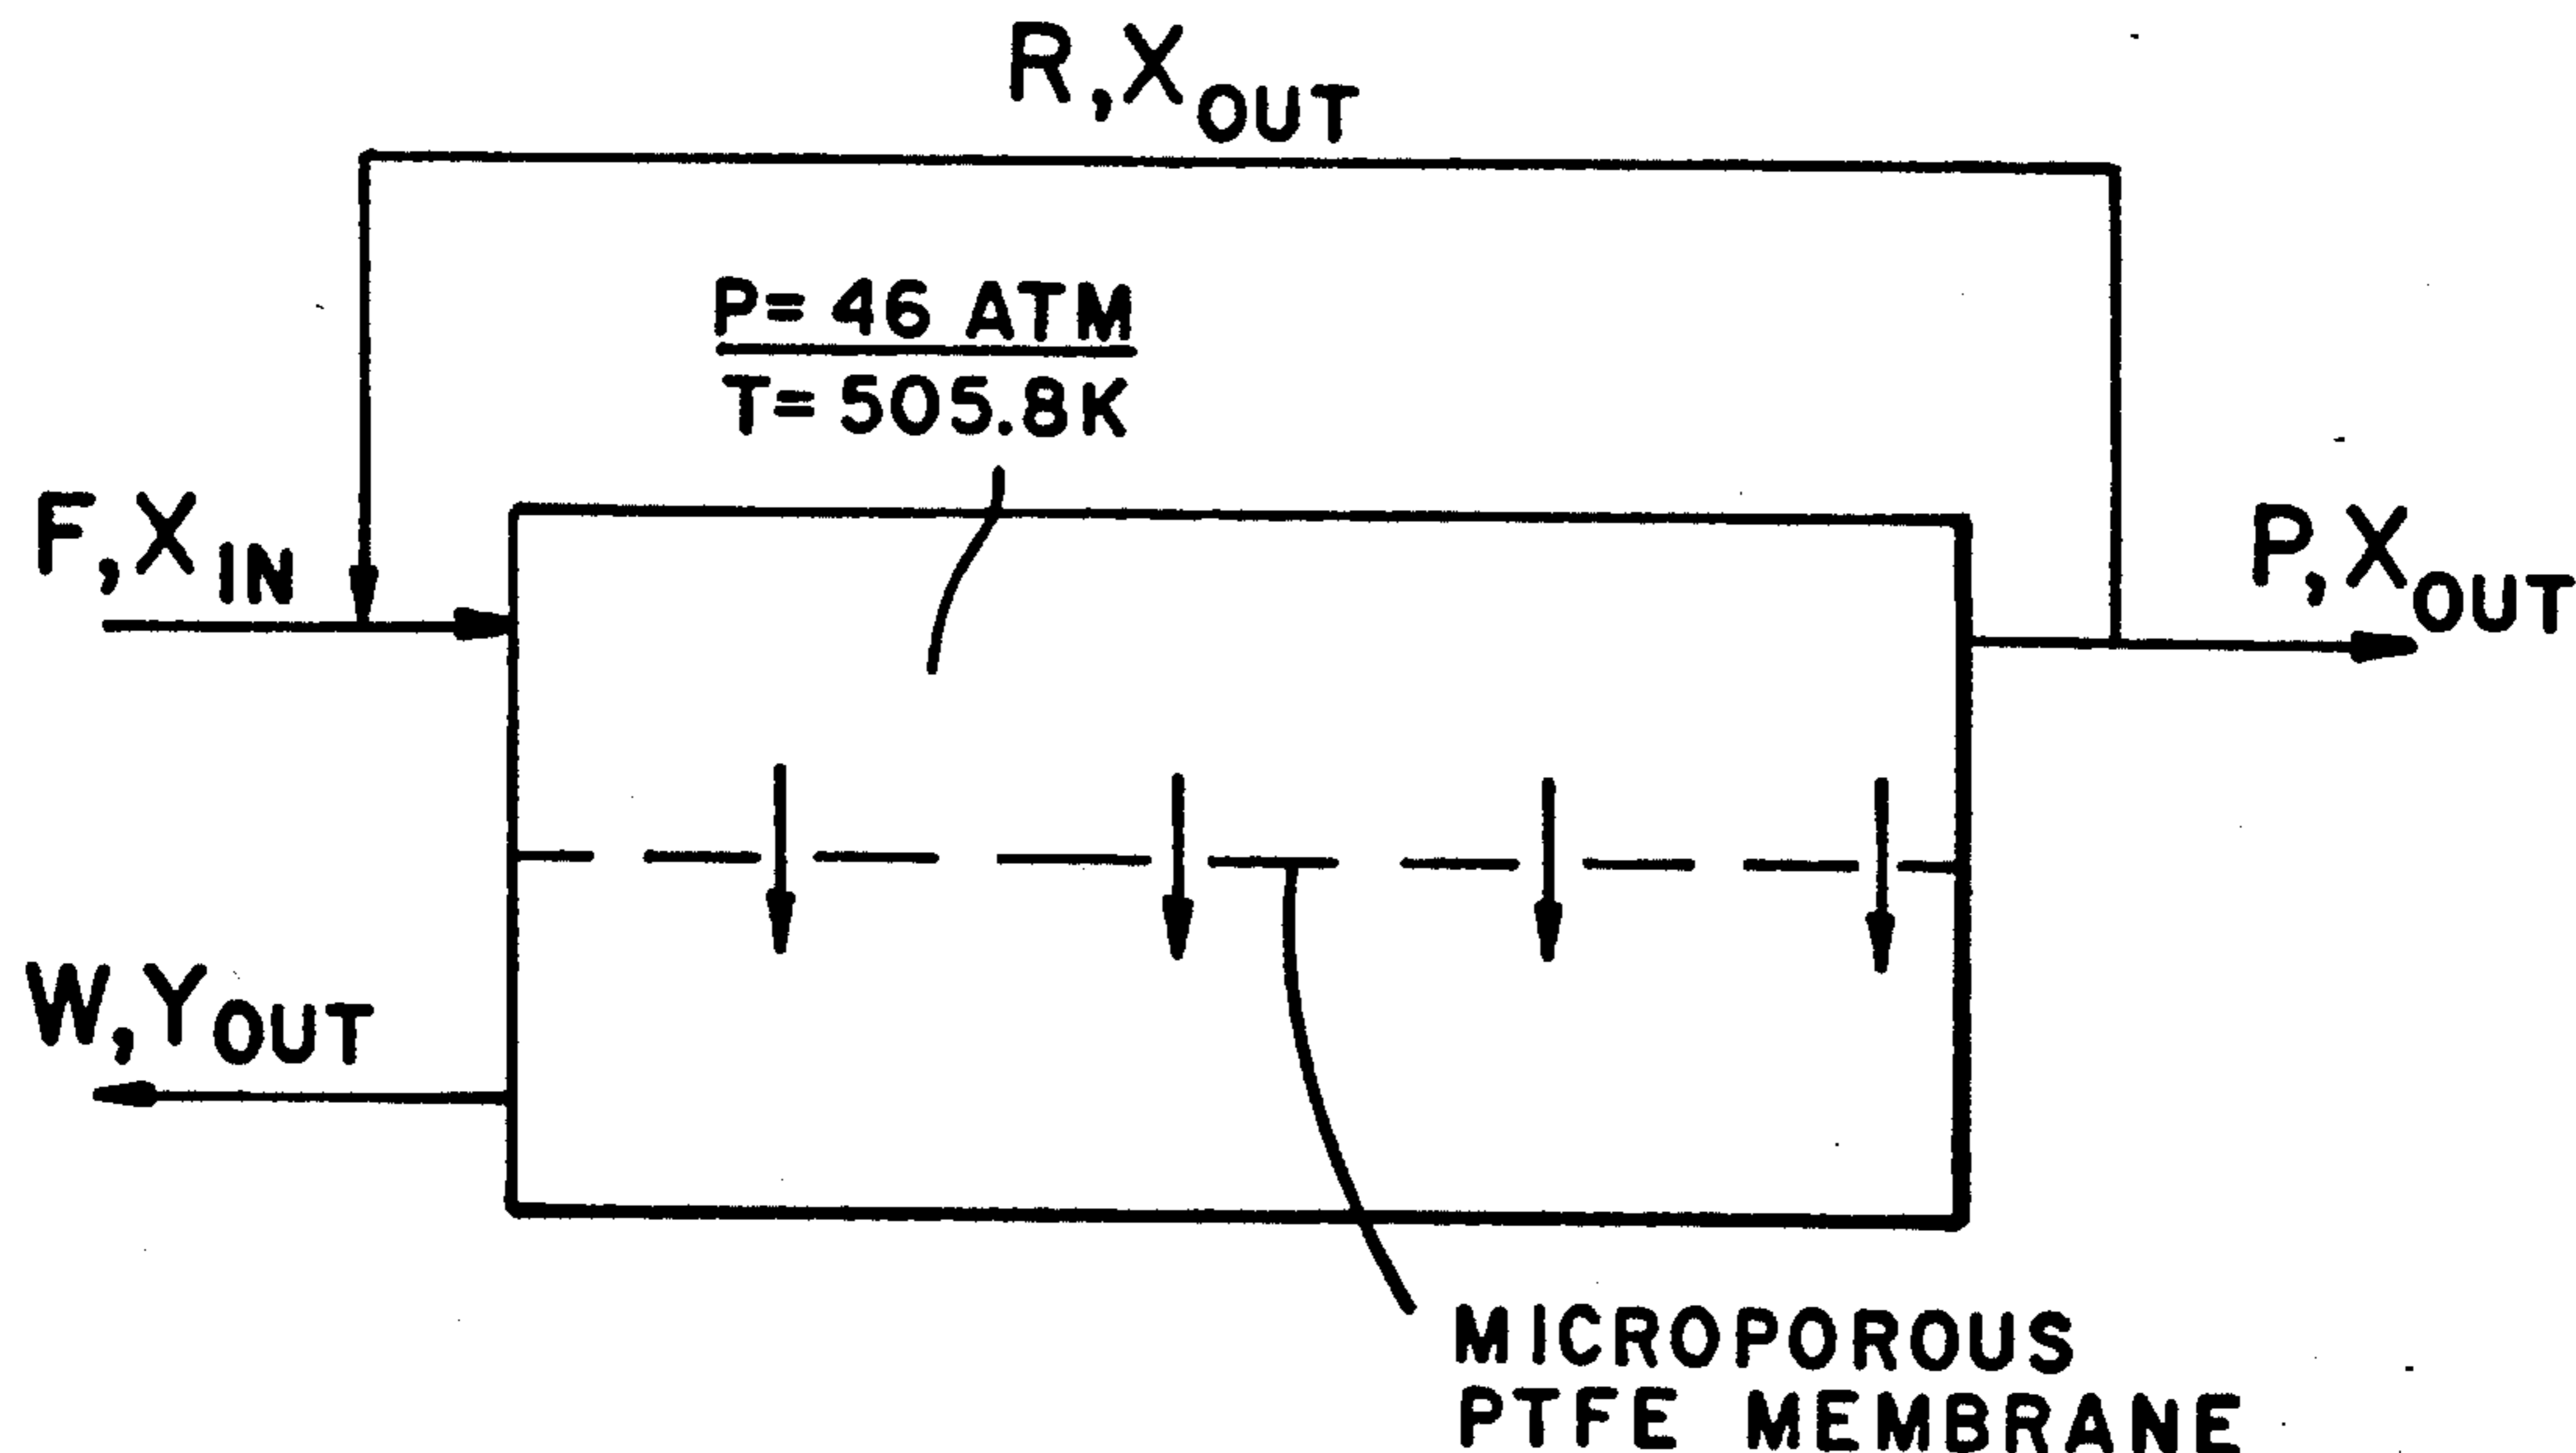 R,XOUT
P= 46 ATM
T= 505.8K
F,XIN
P,XOUT
W,YOUT
MICROPOROUS
PTFE MEMBRANE